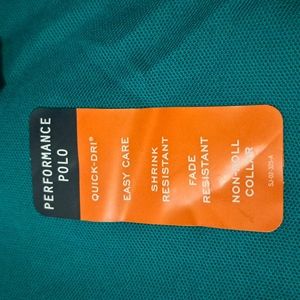 PERFORMANCE
POLO
QUICK-DRI®
EASY CARE
SHRINK
RESISTANT
FADE
RESISTANT
NON-ROLL
COLLAR